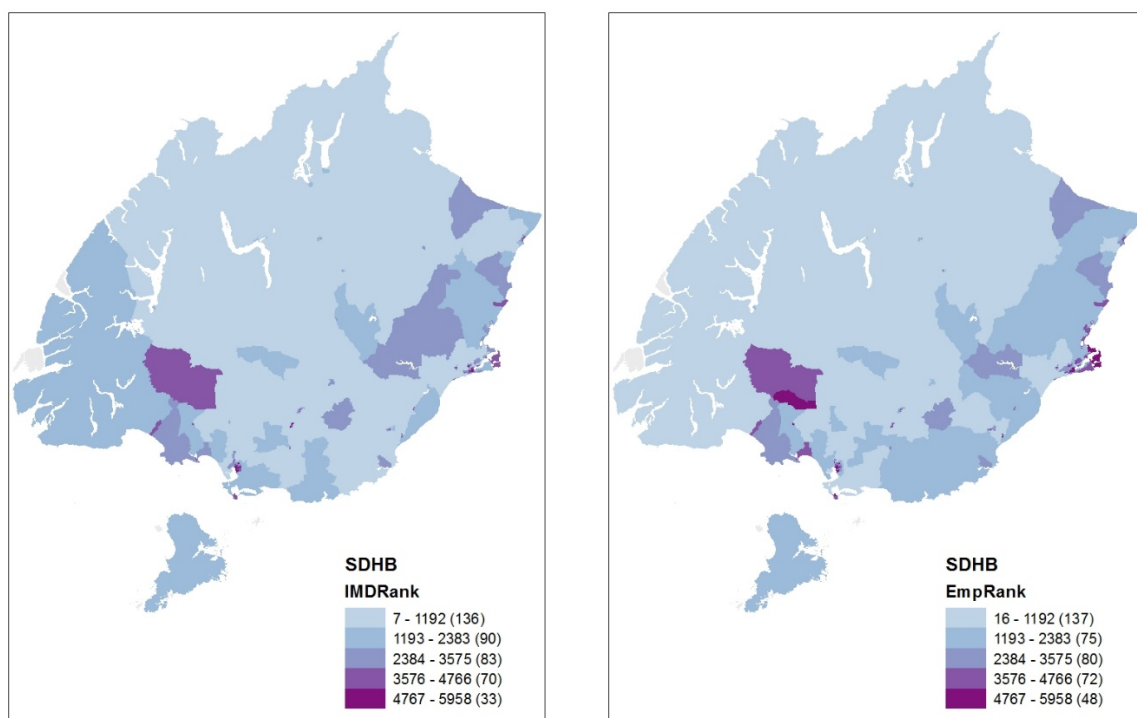 SDHB
IMDRank
7 - 1192 (136)
1193 - 2383 (90)
2384 - 3575 (83)
3576 - 4766 (70)
4767 - 5958 (33)
SDHB
EmpRank
16 - 1192 (137)
1193 - 2383 (75)
2384 - 3575 (80)
3576 - 4766 (72)
4767 - 5958 (48)